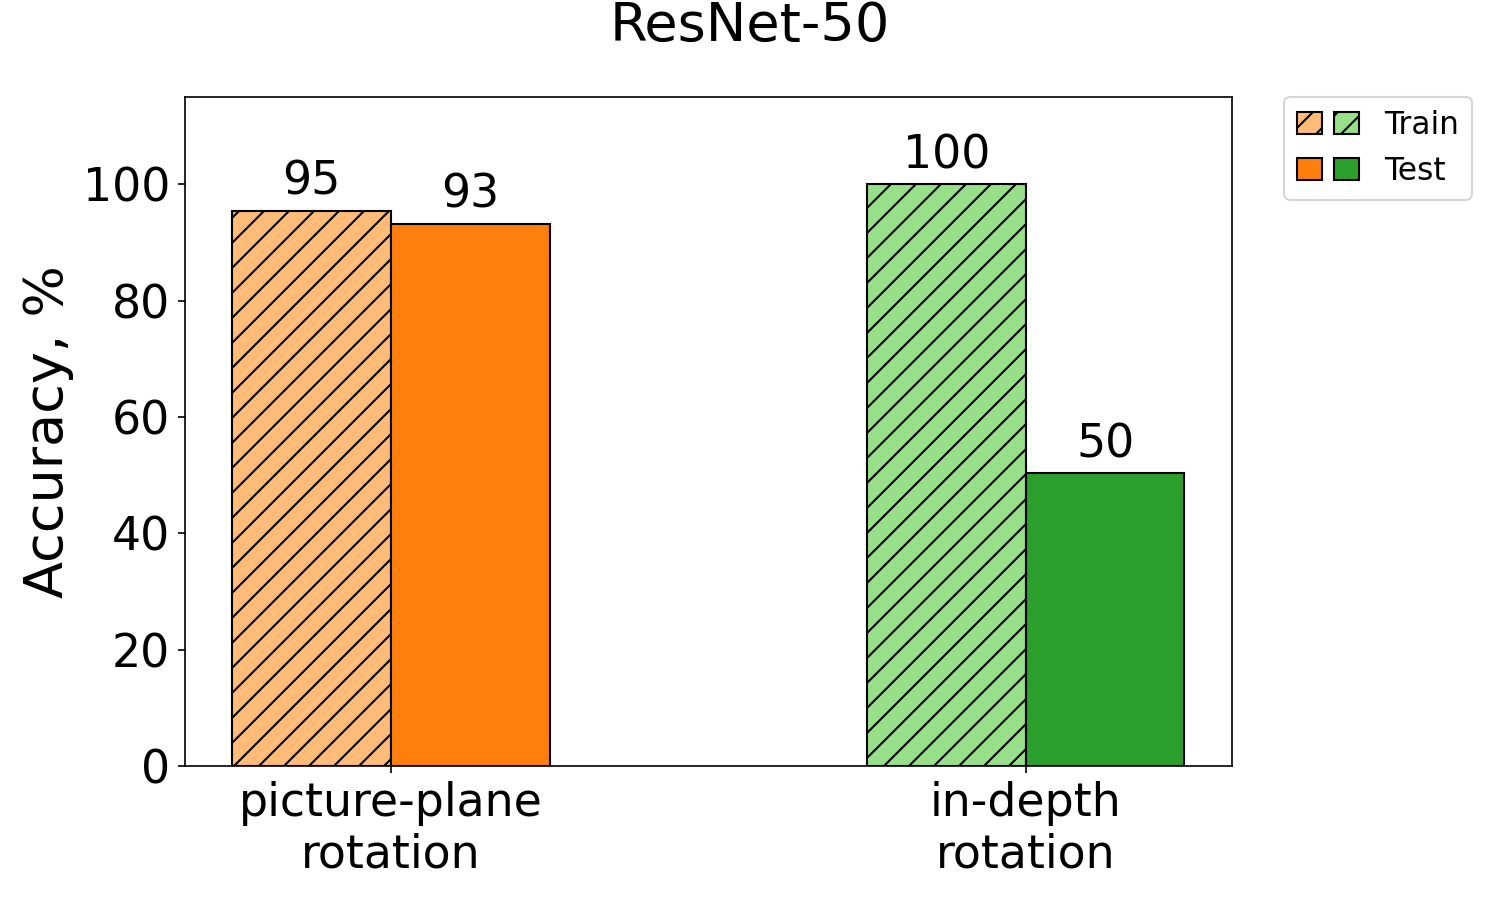 ResNet-50
Train
Test
Accuracy, %
100
80
60
40
20
0
95
93
100
50
picture-plane
rotation
in-depth
rotation